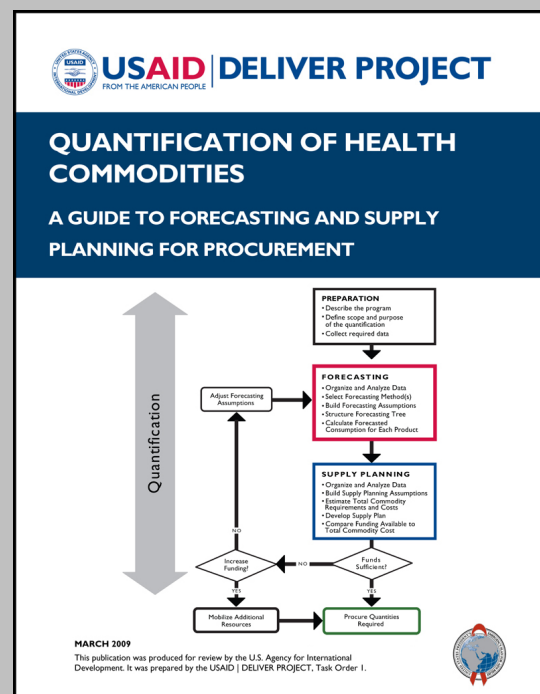 UNITED STATES AGENCY
USAID
INTERNATIONAL DEVELOPMENT
USAID
FROM THE AMERICAN PEOPLE
DELIVER PROJECT
QUANTIFICATION OF HEALTH
COMMODITIES
A GUIDE TO FORECASTING AND SUPPLY
PLANNING FOR PROCUREMENT
Quantification
PREPARATION
• Describe the program
• Define scope and purpose
of the quantification
• Collect required data
FORECASTING
• Organize and Analyze Data
• Select Forecasting Method(s)
• Build Forecasting Assumptions
• Structure Forecasting Tree
• Calculate Forecasted
Consumption for Each Product
Adjust Forecasting
Assumptions
SUPPLY PLANNING
• Organize and Analyze Data
• Build Supply Planning Assumptions
• Estimate Total Commodity
Requirements and Costs
• Develop Supply Plan
• Compare Funding Available to
Total Commodity Cost
NO
Increase
Funding?
NO
Funds
Sufficient?
YES
YES
Mobilize Additional
Resources
Procure Quantities
Required
MARCH 2009
This publication was produced for review by the U.S. Agency for International
Development. It was prepared by the USAID | DELIVER PROJECT, Task Order 1.